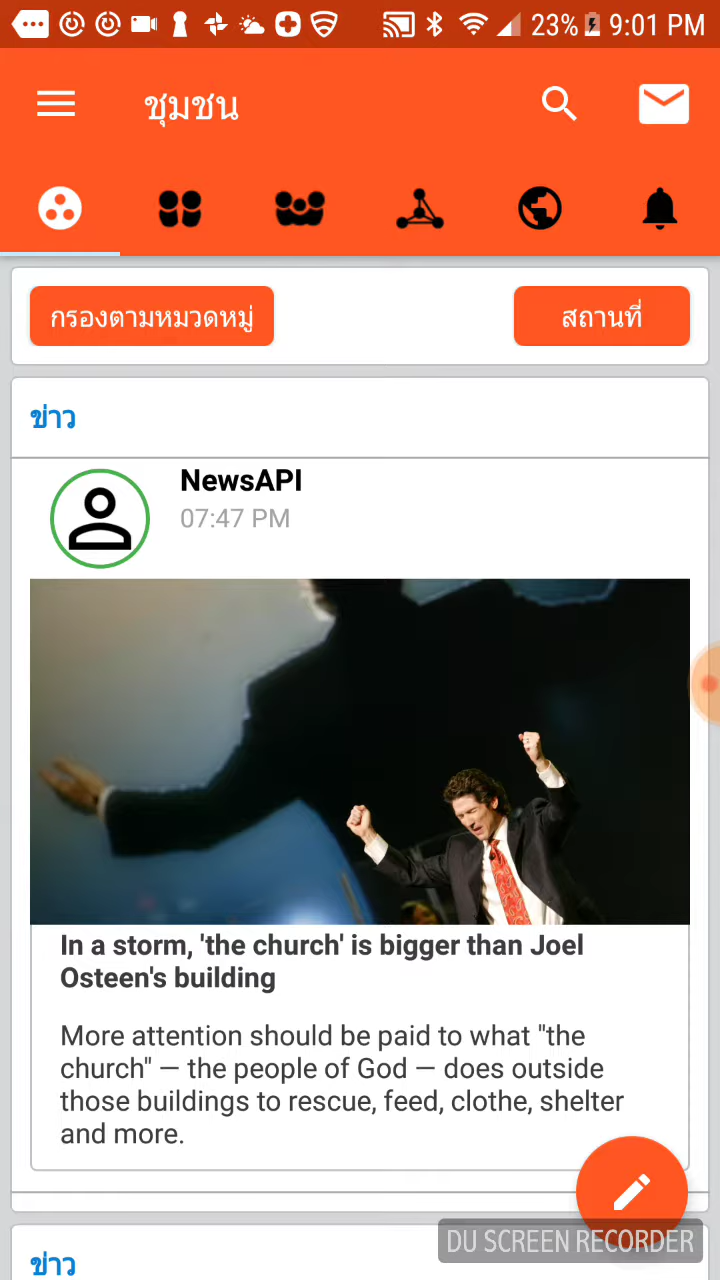 23% 9:01 PM
ชุมชน
กรองตามหมวดหมู่ สถานที่
ข่าว
NewsAPI
07:47 PM
In a storm, 'the church' is bigger than Joel
Osteen's building
More attention should be paid to what "the
church" — the people of God — does outside
those buildings to rescue, feed, clothe, shelter
and more.
DU SCREEN RECORDER
ข่าว